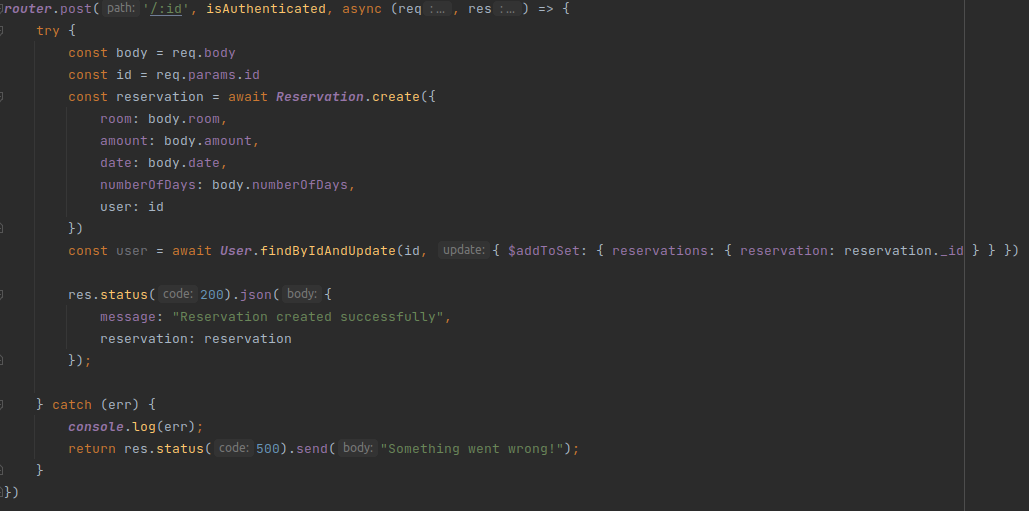 router.post( path: '/:id', isAuthenticated, async (req : ... , res : ... ) => {
    try {
        const body = req.body
        const id = req.params.id
        const reservation = await Reservation.create({
            room: body.room,
            amount: body.amount,
            date: body.date,
            numberOfDays: body.numberOfDays,
            user: id
        })
        const user = await User.findByIdAndUpdate(id, update: { $addToSet: { reservations: { reservation: reservation._id } } })
        res.status( code: 200).json( body: {
            message: "Reservation created successfully",
            reservation: reservation
        });
    } catch (err) {
        console.log(err);
        return res.status( code: 500).send( body: "Something went wrong!");
    }
})